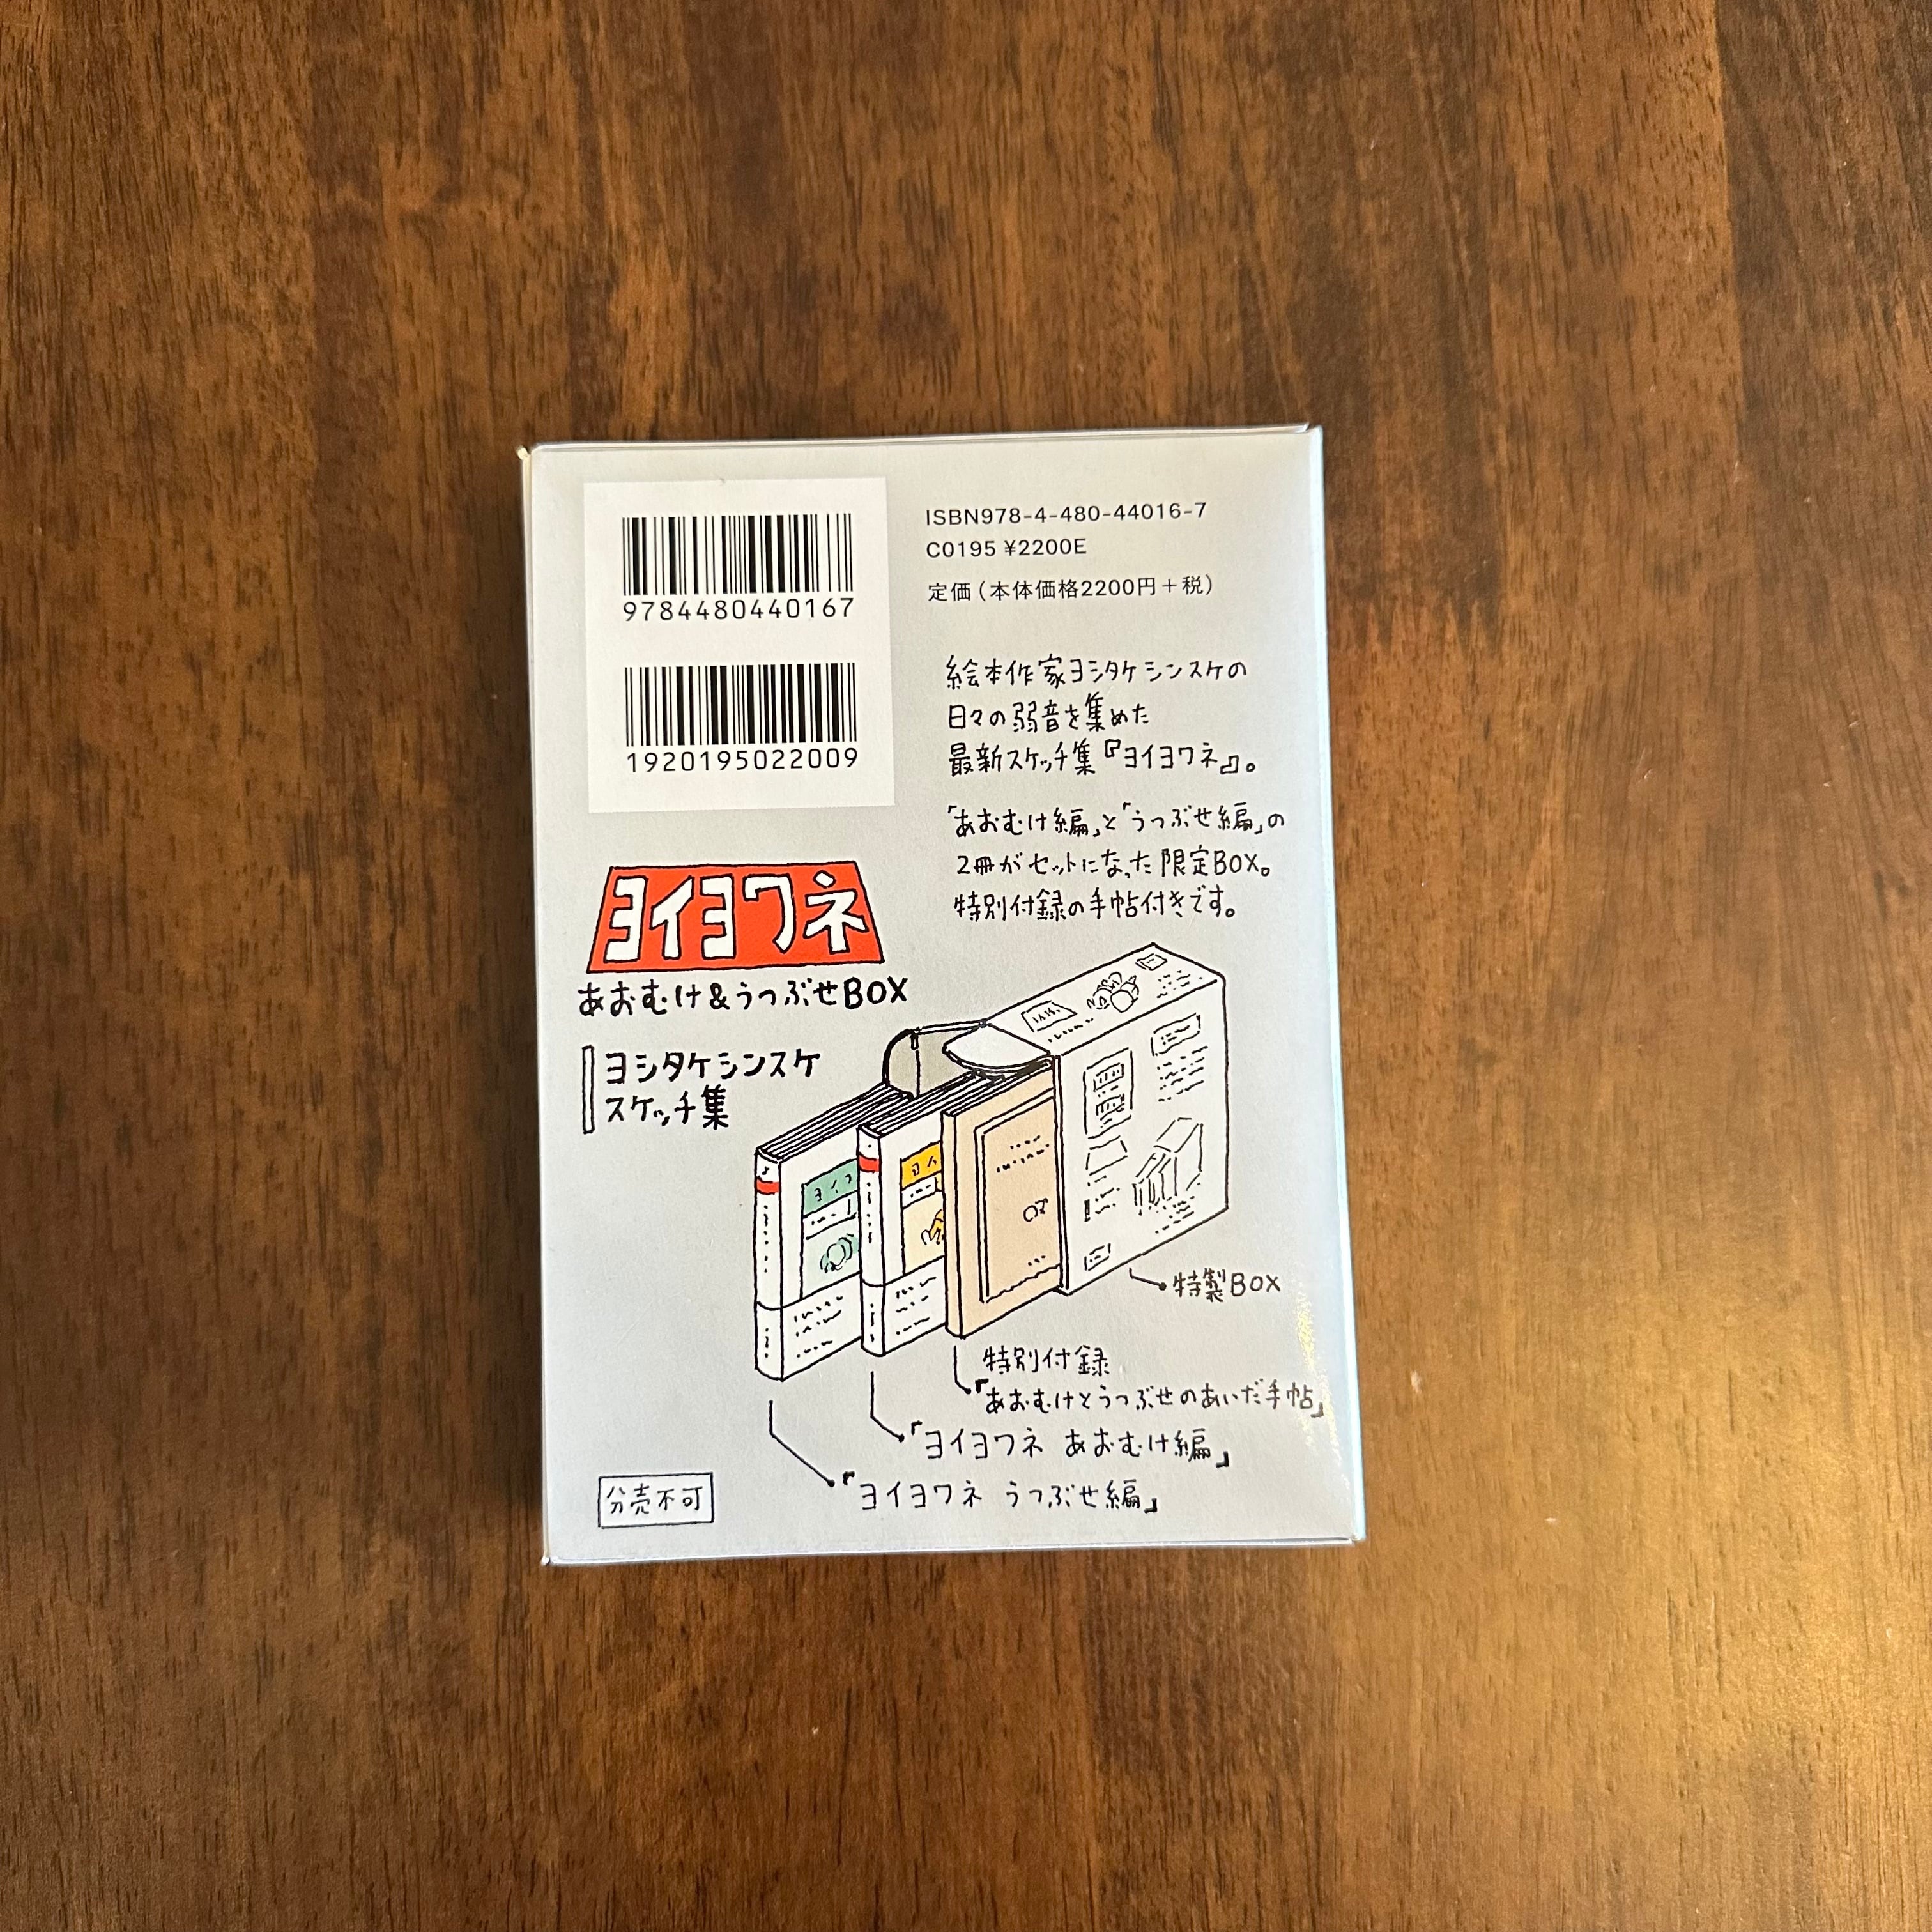 9784480440167
1920195022009
ISBN978-4-480-44016-7
C0195 ¥2200E
定価（本体価格2200円＋税）
絵本作家ヨシタケシンスケの
日々の弱音を集めた
最新スケッチ集『ヨイヨワネ』。
「あおむけ編」と「うつぶせ編」の
2冊がセットになった限定BOX。
特別付録の手帖付きです。
ヨイヨワネ
あおむけ&うつぶせBOX
ヨシタケシンスケ
スケッチ集
ヨイ
特製BOX
特別付録
『あおむけとうつぶせのあいだ手帖』
『ヨイヨワネ あおむけ編』
『ヨイヨワネ うつぶせ編』
分売不可